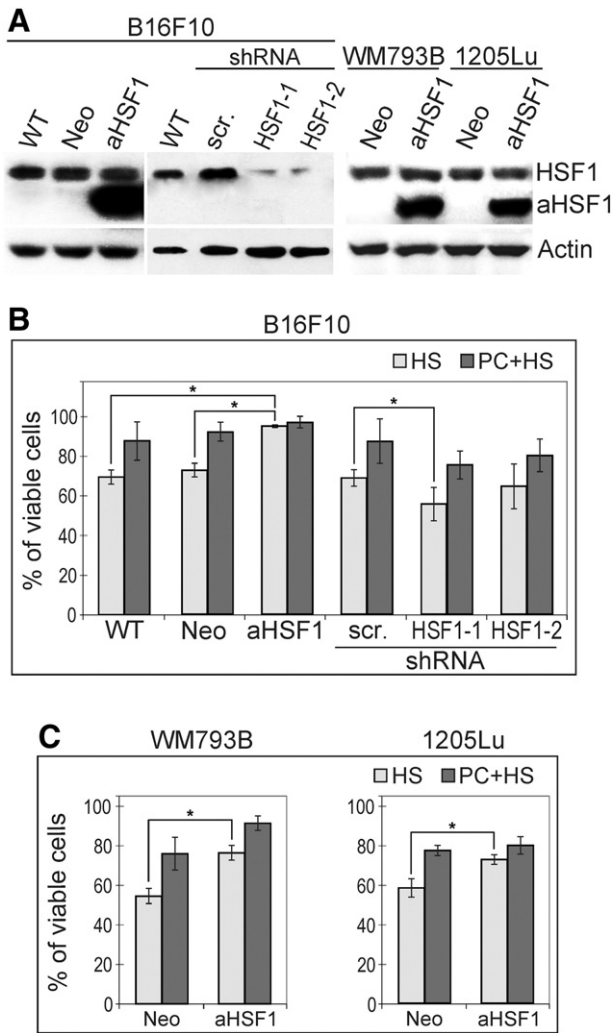 A
B16F10
shRNA
WM793B 1205Lu
WT Neo aHSF1 WT scr. HSF1-1 HSF1-2 Neo aHSF1 Neo aHSF1
HSF1
aHSF1
Actin
B
B16F10
HS PC+HS
* * *
% of viable cells
100
80
60
40
20
0
WT Neo aHSF1 scr. HSF1-1 HSF1-2
shRNA
C
WM793B 1205Lu
HS PC+HS
% of viable cells
100 100
* *
80 80
60 60
40 40
20 20
0 0
Neo aHSF1 Neo aHSF1